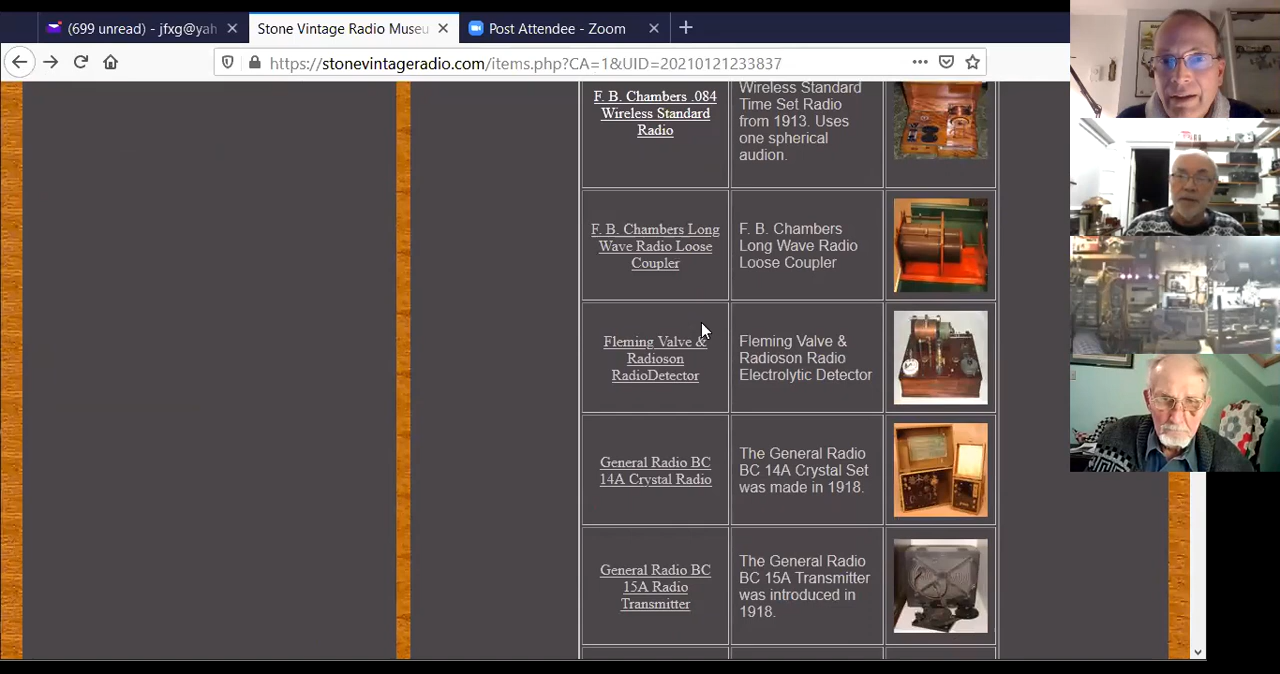 (699 unread) - jfxg@yah
Stone Vintage Radio Museu
Post Attendee - Zoom
https://stonevintageradio.com/items.php?CA=1&UID=20210121233837
F. B. Chambers .084
Wireless Standard
Radio
Wireless Standard
Time Set Radio
from 1913. Uses
one spherical
audion.
F. B. Chambers Long
Wave Radio Loose
Coupler
F. B. Chambers
Long Wave Radio
Loose Coupler
Fleming Valve &
Radioson
RadioDetector
Fleming Valve &
Radioson Radio
Electrolytic Detector
General Radio BC
14A Crystal Radio
The General Radio
BC 14A Crystal Set
was made in 1918.
General Radio BC
15A Radio
Transmitter
The General Radio
BC 15A Transmitter
was introduced in
1918.